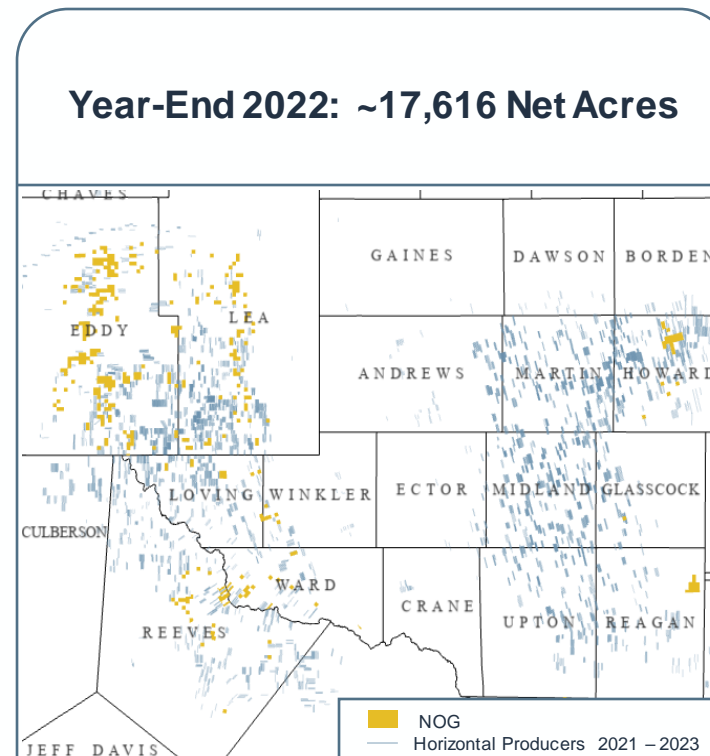 Year-End 2022: ~17,616 Net Acres
CHAVES
GAINES
DAWSON
BORDEN
LEA
EDDY
ANDREWS
MARTIN
HOWARD
LOVING
WINKLER
ECTOR
MIDLAND
GLASSCOCK
CULBERSON
WARD
CRANE
REEVES
UPTON
REAGAN
JEFF DAVIS
NOG
Horizontal Producers 2021 – 2023